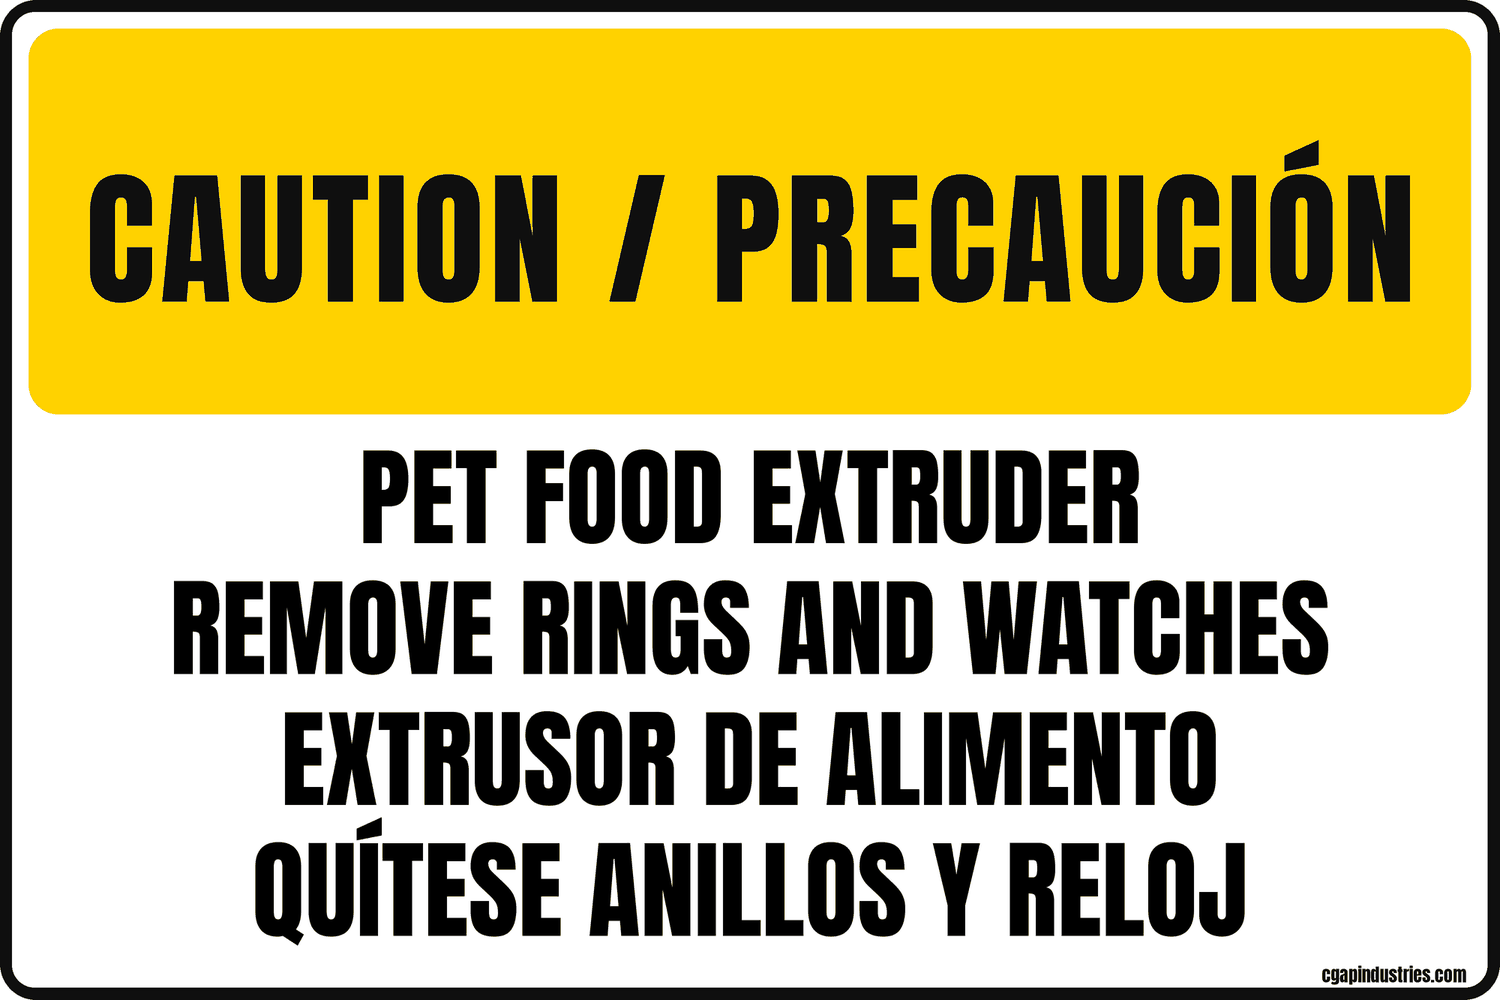 CAUTION / PRECAUCIÓN
PET FOOD EXTRUDER
REMOVE RINGS AND WATCHES
EXTRUSOR DE ALIMENTO
QUÍTESE ANILLOS Y RELOJ
cgapindustries.com